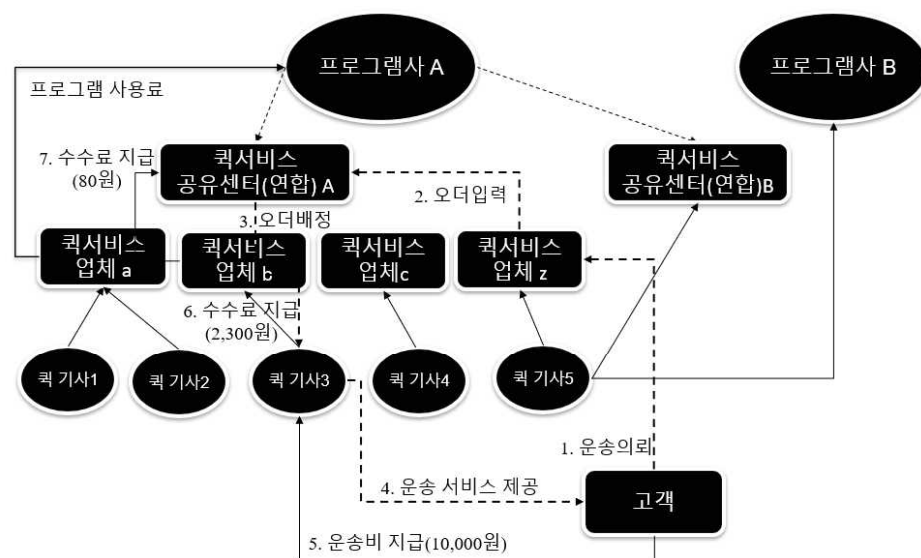 프로그램사 A
프로그램사 B
프로그램 사용료
7. 수수료 지급
(80원)
퀵서비스
공유센터(연합) A
퀵서비스
공유센터(연합)B
2. 오더입력
3. 오더배정
퀵서비스
업체 a
퀵서비스
업체 b
퀵서비스
업체c
퀵서비스
업체 z
6. 수수료 지급
(2,300원)
퀵 기사1
퀵 기사2
퀵 기사3
퀵 기사4
퀵 기사5
1. 운송의뢰
4. 운송 서비스 제공
고객
5. 운송비 지급(10,000원)